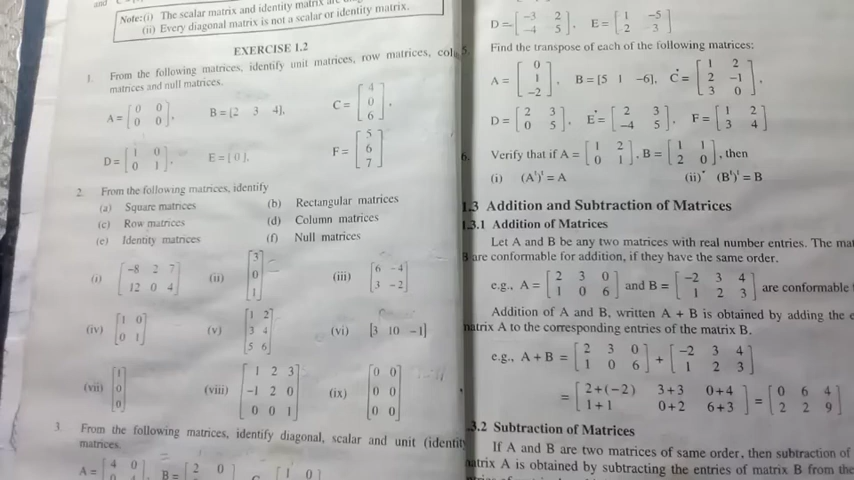 and
Note:(i) The scalar matrix and identity matrix are
(ii) Every diagonal matrix is not a scalar or identity matrix.
EXERCISE 1.2
1. From the following matrices, identify unit matrices, row matrices, col
matrices and null matrices.
A = [0 0; 0 0], B = [2 3 4], C = [4; 0; 6],
D = [1 0; 0 1], E = [0], F = [5; 6; 7]
2. From the following matrices, identify
(a) Square matrices (b) Rectangular matrices
(c) Row matrices (d) Column matrices
(e) Identity matrices (f) Null matrices
(i) [-8 2 7; 12 0 4] (ii) [3; 0; 1] (iii) [6 -4; 3 -2]
(iv) [1 0; 0 1] (v) [1 2; 3 4; 5 6] (vi) [3 10 -1]
(vii) [1; 0; 0] (viii) [1 2 3; -1 2 0; 0 0 1] (ix) [0 0; 0 0; 0 0]
3. From the following matrices, identify diagonal, scalar and unit (identity
matrices.
A = [4 0 B = [2 0] [1 0]
D = [-3 2; -4 5], E = [1 -5; 2 3]
5. Find the transpose of each of the following matrices:
A = [0; 1; -2], B = [5 1 -6], C = [1 2; 2 -1; 3 0],
D = [2 3; 0 5], E = [2 3; -4 5], F = [1 2; 3 4]
6. Verify that if A = [1 2; 0 1], B = [1 1; 2 0], then
(i) (Aᵗ)ᵗ = A (ii) (Bᵗ)ᵗ = B
1.3 Addition and Subtraction of Matrices
1.3.1 Addition of Matrices
Let A and B be any two matrices with real number entries. The
B are conformable for addition, if they have the same order.
e.g., A = [2 3 0; 1 0 6] and B = [-2 3 4; 1 2 3] are conformable
Addition of A and B, written A + B is obtained by adding the
matrix A to the corresponding entries of the matrix B.
e.g., A + B = [2 3 0; 1 0 6] + [-2 3 4; 1 2 3]
= [2+(-2) 3+3 0+4; 1+1 0+2 6+3] = [0 6 4; 2 2 9]
3.2 Subtraction of Matrices
If A and B are two matrices of same order, then subtraction of
matrix A is obtained by subtracting the entries of matrix B from the